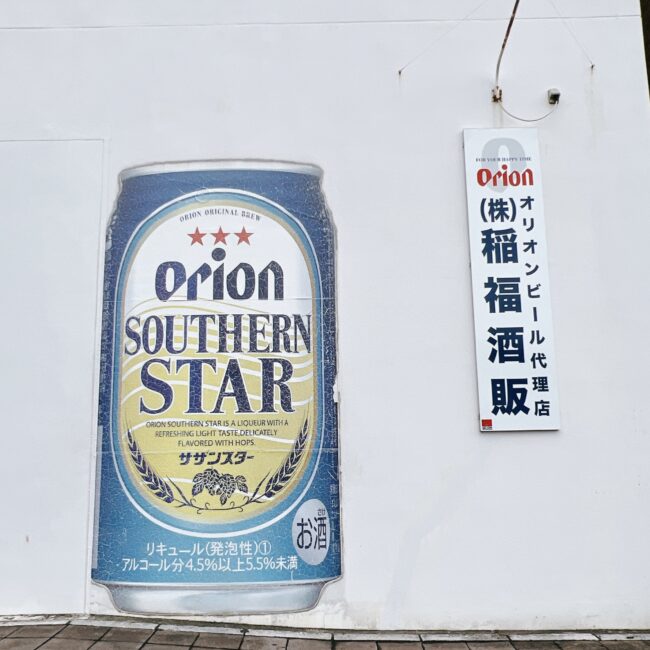 ORION ORIGINAL BREW
Orion
SOUTHERN
STAR
ORION SOUTHERN STAR IS A LIQUEUR WITH A
REFRESHING LIGHT TASTE, DELICATELY
FLAVORED WITH HOPS.
サザンスター
さけ
お酒
リキュール(発泡性)①
アルコール分4.5%以上5.5%未満
FOR YOUR HAPPY TIME
Orion
オリオンビール代理店
(株)稲福酒販